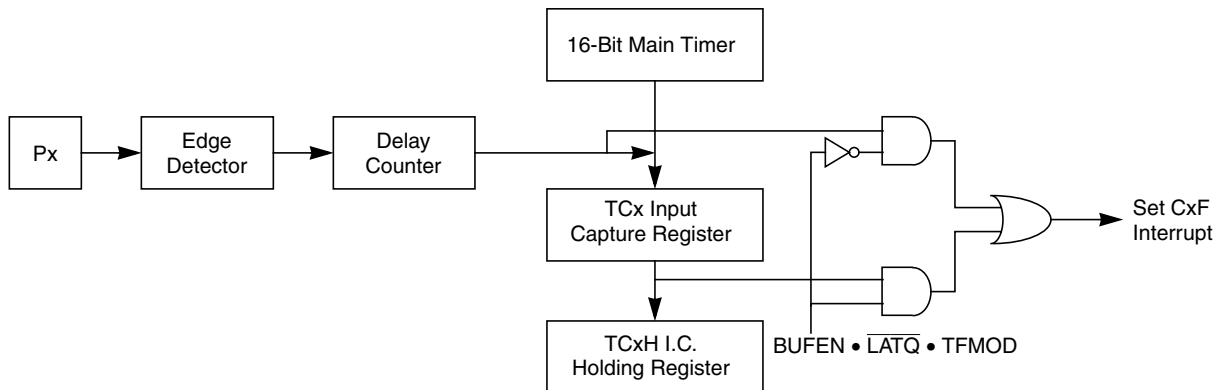 16-Bit Main Timer
Px
Edge
Detector
Delay
Counter
TCx Input
Capture Register
Set CxF
Interrupt
TCxH I.C.
Holding Register
BUFEN • L̅A̅T̅Q̅ • TFMOD